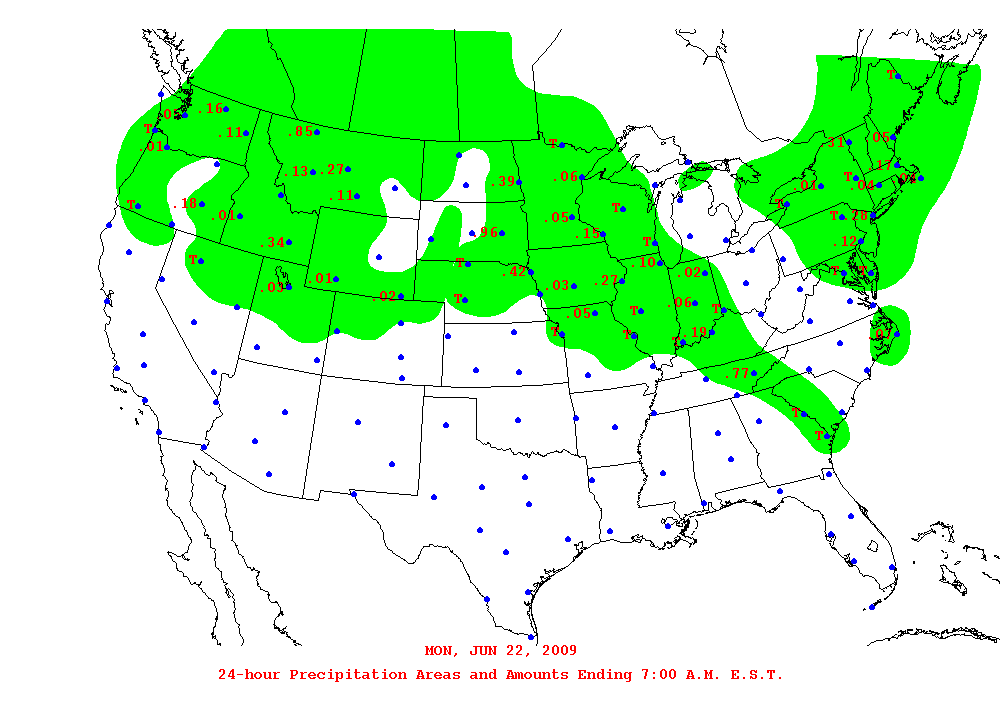 T
.16
.05
T
.11
.85
.01
31
05
T
.13
.27
17
.39
.06
T
.02
.11
.01
.04
T
.18
T
.01
.05
T
T
.28
.96
.15
.34
T
.12
T
T
.10
T
.42
.02
T
T
.01
.03
.27
.03
.02
T
.06
.05
T
T
T
T
.19
T
.07
.77
T
T
MON, JUN 22, 2009
24-hour Precipitation Areas and Amounts Ending 7:00 A.M. E.S.T.